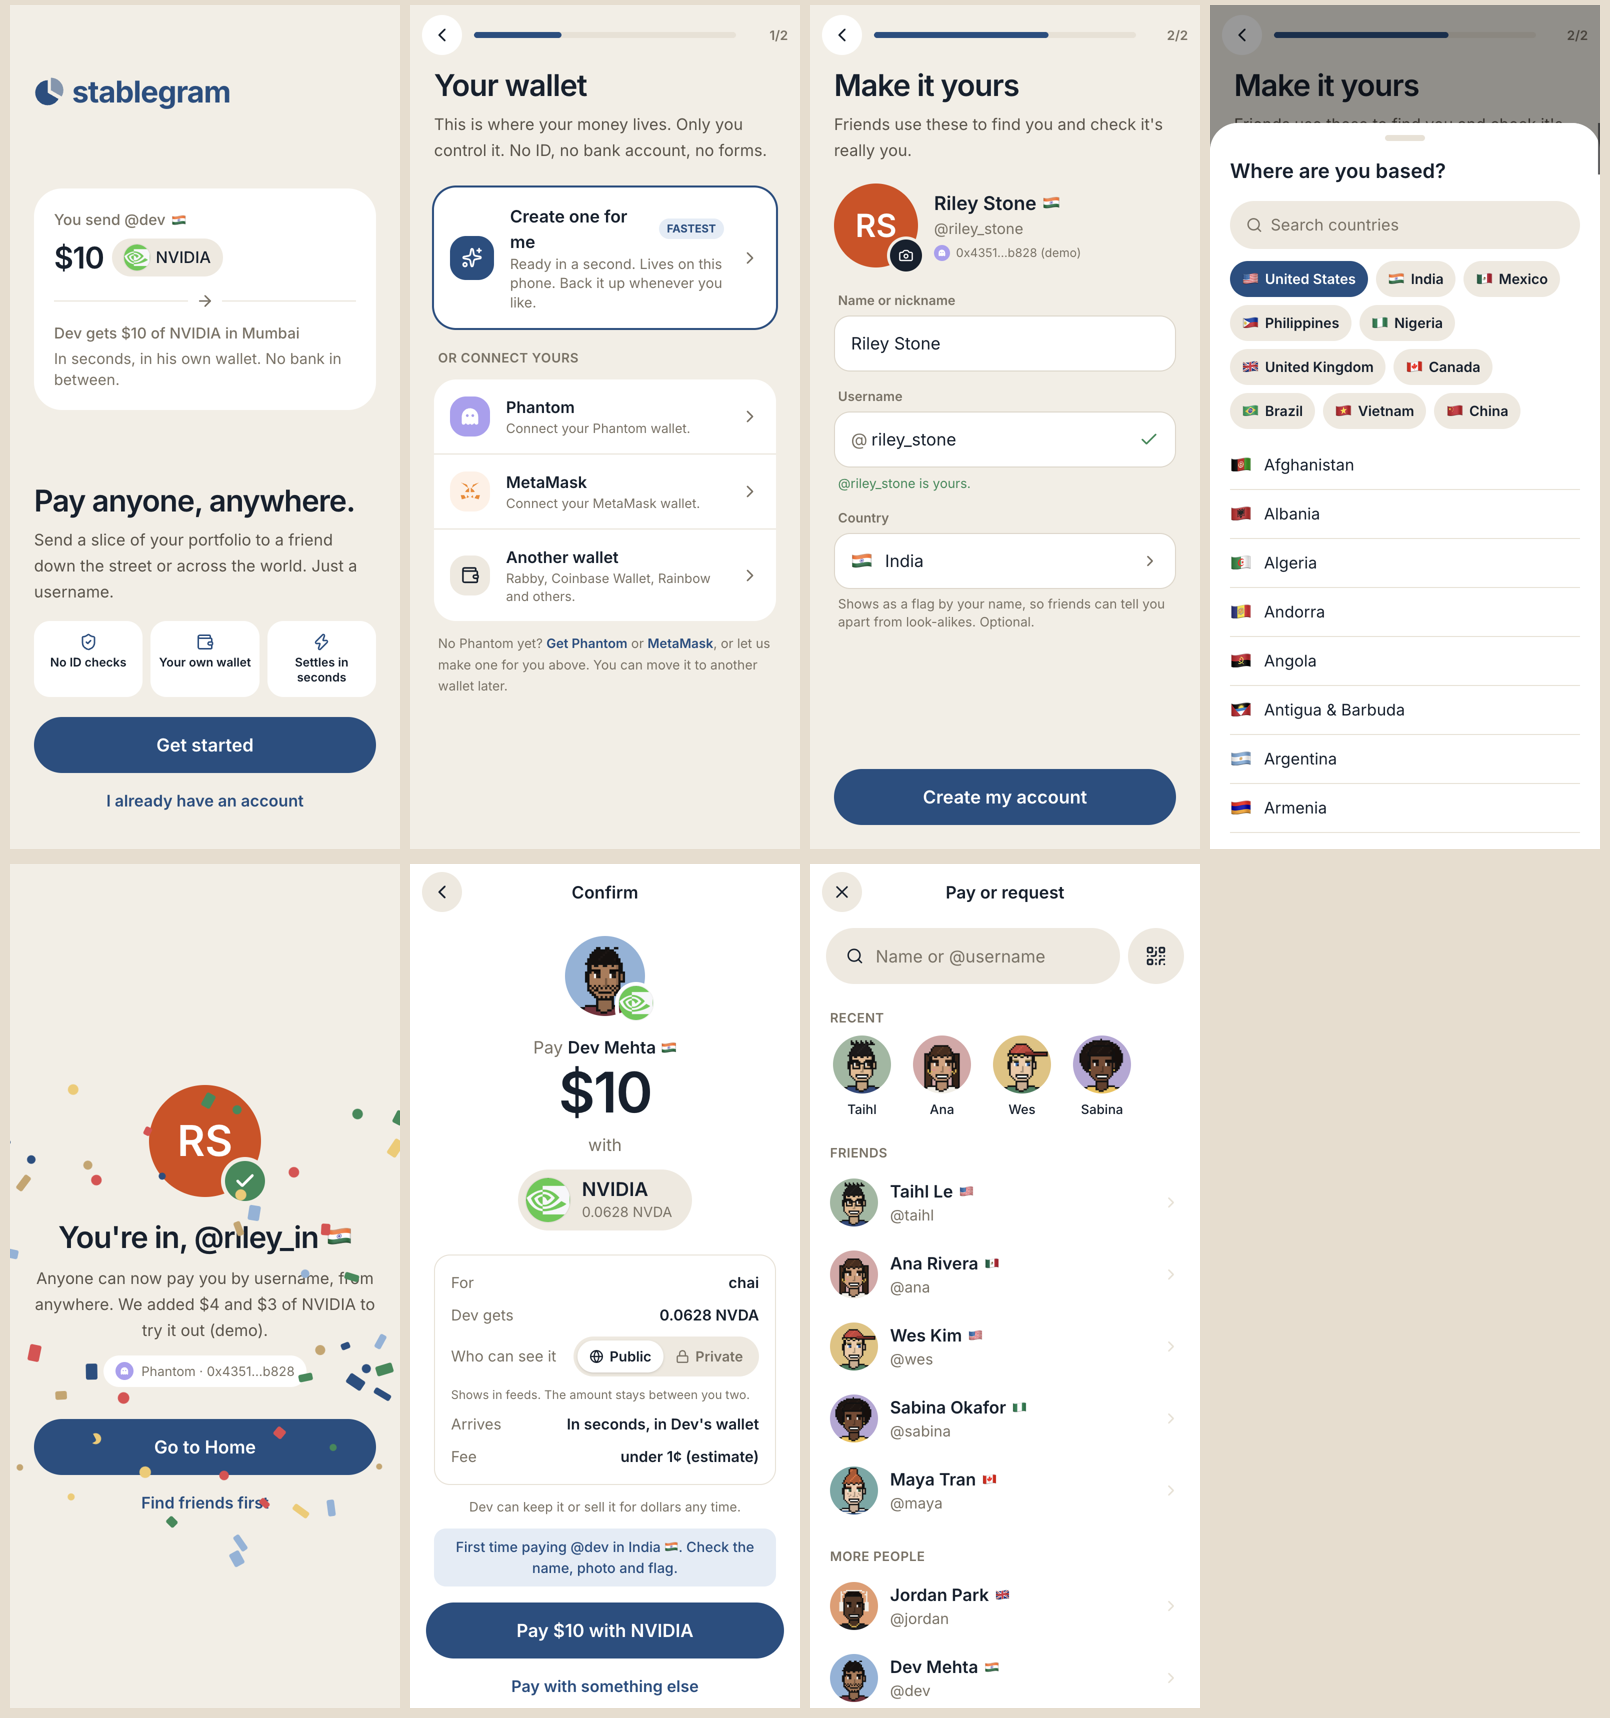 stablegram
You send @dev
$10 NVIDIA
Dev gets $10 of NVIDIA in Mumbai
In seconds, in his own wallet. No bank in
between.
Pay anyone, anywhere.
Send a slice of your portfolio to a friend
down the street or across the world. Just a
username.
No ID checks
Your own wallet
Settles in
seconds
Get started
I already have an account
1/2
Your wallet
This is where your money lives. Only you
control it. No ID, no bank account, no forms.
Create one for
me
FASTEST
Ready in a second. Lives on this
phone. Back it up whenever you
like.
OR CONNECT YOURS
Phantom
Connect your Phantom wallet.
MetaMask
Connect your MetaMask wallet.
Another wallet
Rabby, Coinbase Wallet, Rainbow
and others.
No Phantom yet? Get Phantom or MetaMask, or let us
make one for you above. You can move it to another
wallet later.
2/2
Make it yours
Friends use these to find you and check it's
really you.
RS
Riley Stone
@riley_stone
0x4351...b828 (demo)
Name or nickname
Riley Stone
Username
@ riley_stone
@riley_stone is yours.
Country
India
Shows as a flag by your name, so friends can tell you
apart from look-alikes. Optional.
Create my account
2/2
Make it yours
Friends use these to find you and check it's
Where are you based?
Search countries
United States
India
Mexico
Philippines
Nigeria
United Kingdom
Canada
Brazil
Vietnam
China
Afghanistan
Albania
Algeria
Andorra
Angola
Antigua & Barbuda
Argentina
Armenia
RS
You're in, @riley_in
Anyone can now pay you by username, from
anywhere. We added $4 and $3 of NVIDIA to
try it out (demo).
Phantom · 0x4351...b828
Go to Home
Find friends first
Confirm
Pay Dev Mehta
$10
with
NVIDIA
0.0628 NVDA
For chai
Dev gets 0.0628 NVDA
Who can see it Public Private
Shows in feeds. The amount stays between you two.
Arrives In seconds, in Dev's wallet
Fee under 1¢ (estimate)
Dev can keep it or sell it for dollars any time.
First time paying @dev in India. Check the
name, photo and flag.
Pay $10 with NVIDIA
Pay with something else
Pay or request
Name or @username
RECENT
Taihl
Ana
Wes
Sabina
FRIENDS
Taihl Le
@taihl
Ana Rivera
@ana
Wes Kim
@wes
Sabina Okafor
@sabina
Maya Tran
@maya
MORE PEOPLE
Jordan Park
@jordan
Dev Mehta
@dev